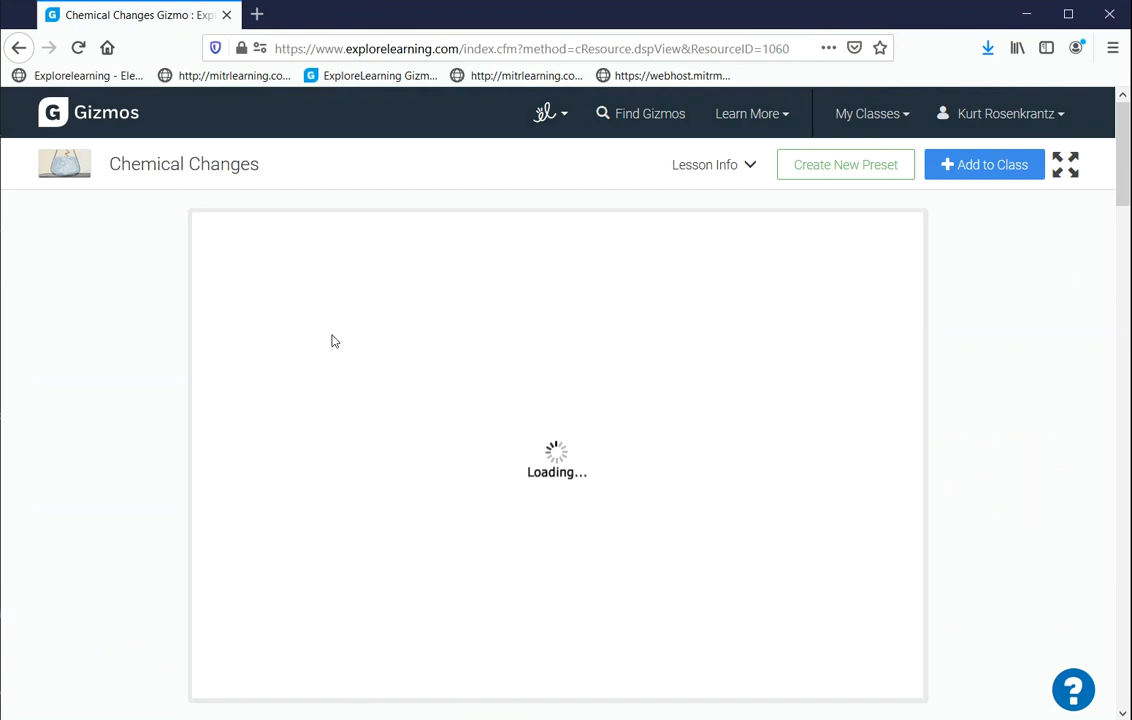 Chemical Changes Gizmo : Exp
https://www.explorelearning.com/index.cfm?method=cResource.dspView&ResourceID=1060
Explorelearning - Ele... http://mitrlearning.co... ExploreLearning Gizm... http://mitrlearning.co... https://webhost.mitrm...
G Gizmos el Find Gizmos Learn More My Classes Kurt Rosenkrantz
Chemical Changes Lesson Info Create New Preset + Add to Class
Loading...
?